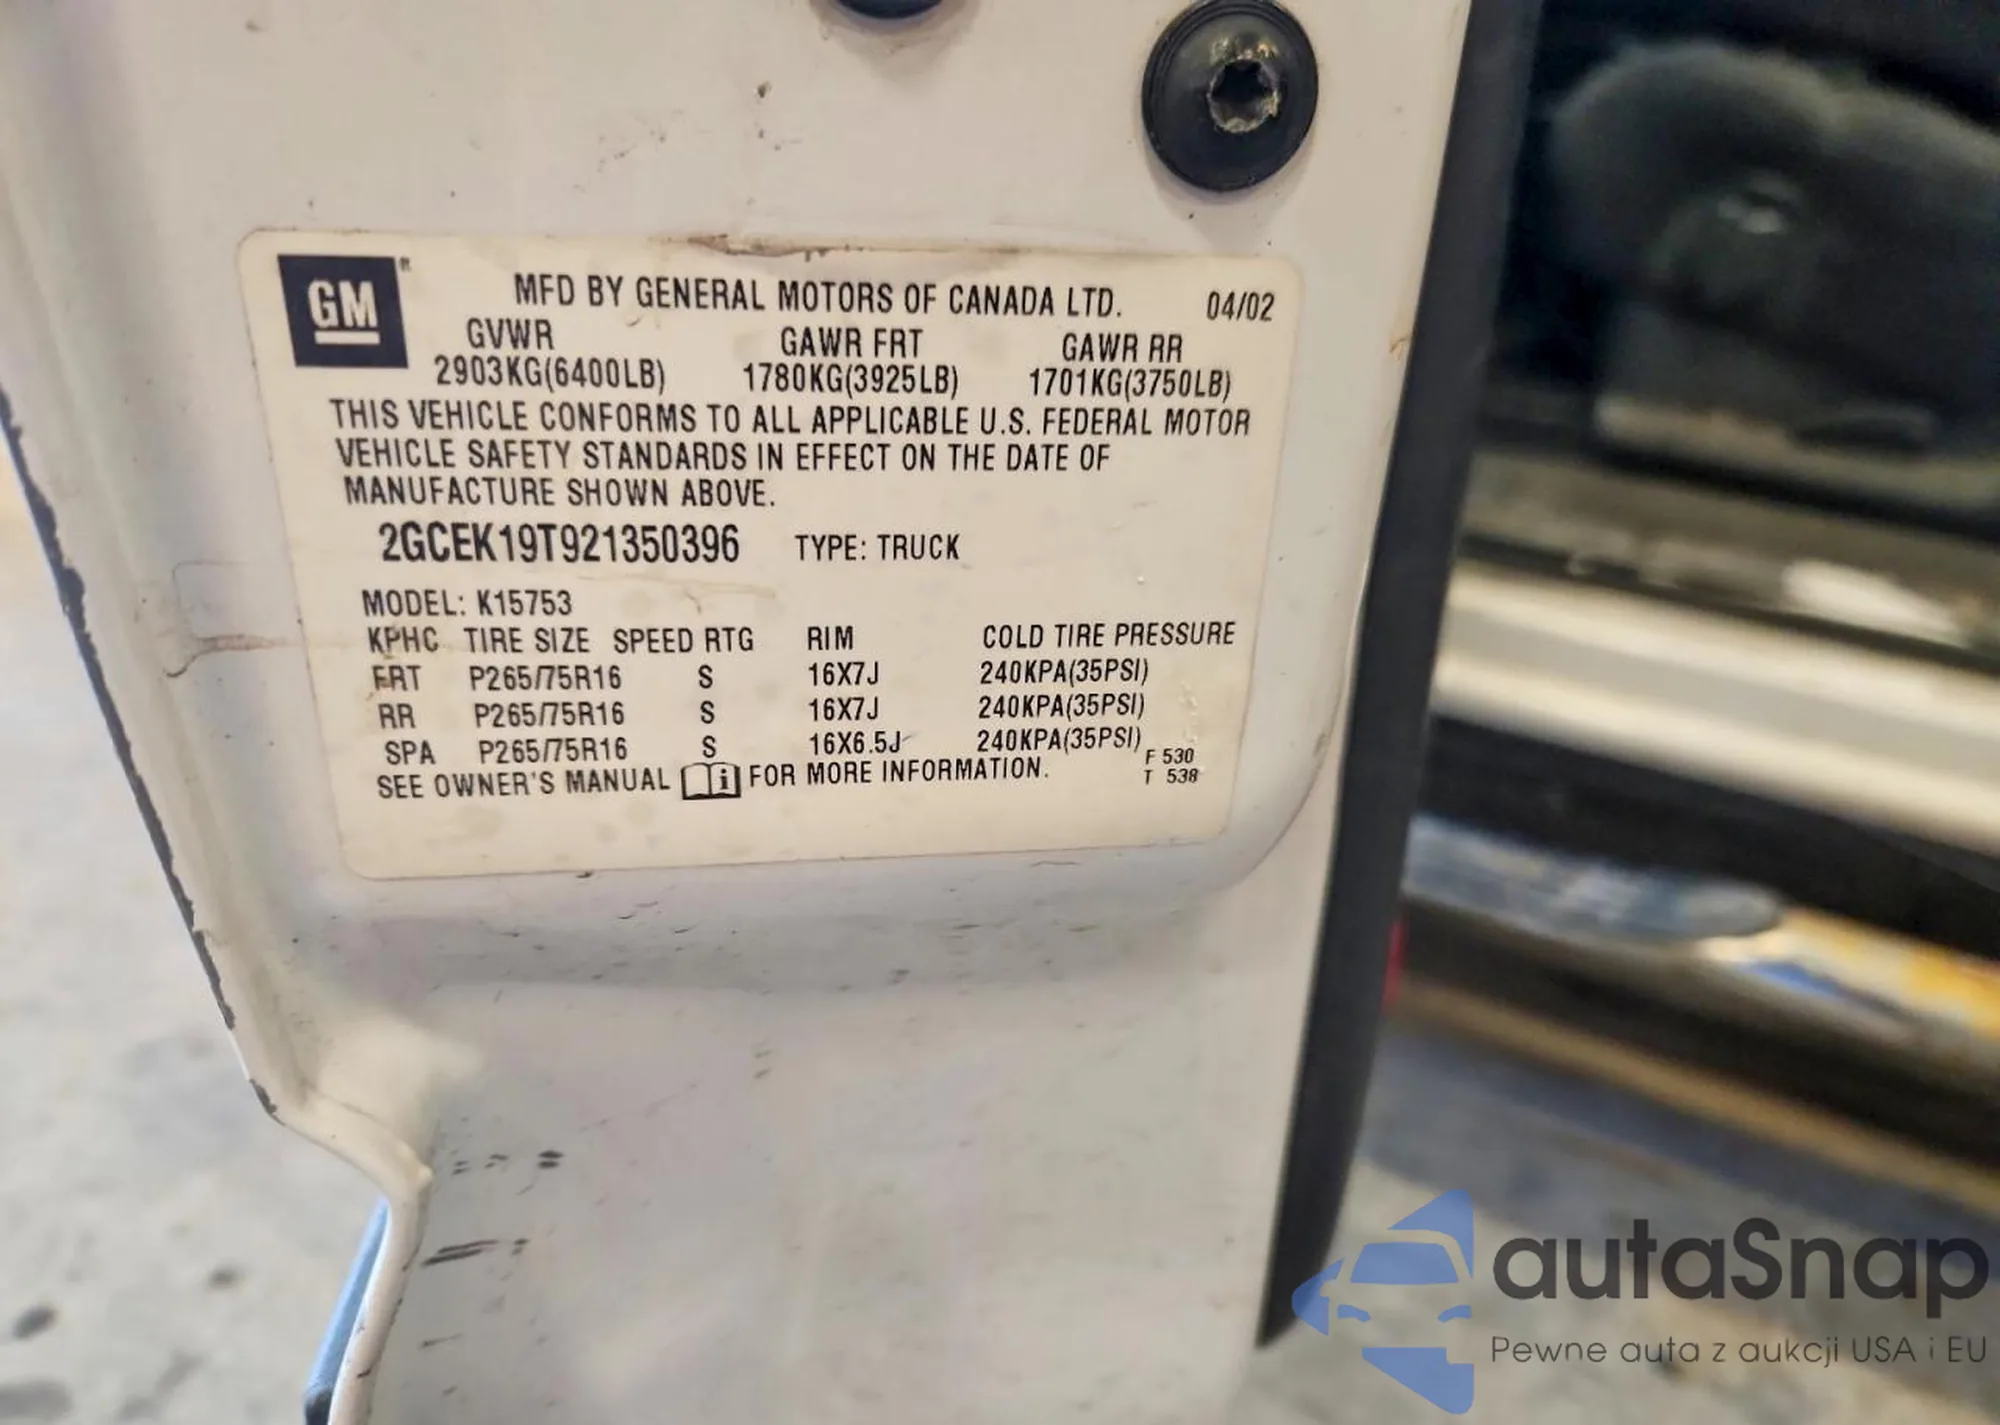 GM®
MFD BY GENERAL MOTORS OF CANADA LTD. 04/02
GVWR GAWR FRT GAWR RR
2903KG(6400LB) 1780KG(3925LB) 1701KG(3750LB)
THIS VEHICLE CONFORMS TO ALL APPLICABLE U.S. FEDERAL MOTOR
VEHICLE SAFETY STANDARDS IN EFFECT ON THE DATE OF
MANUFACTURE SHOWN ABOVE.
2GCEK19T921350396 TYPE: TRUCK
MODEL: K15753
KPHC TIRE SIZE SPEED RTG RIM COLD TIRE PRESSURE
FRT P265/75R16 S 16X7J 240KPA(35PSI)
RR P265/75R16 S 16X7J 240KPA(35PSI)
SPA P265/75R16 S 16X6.5J 240KPA(35PSI)
SEE OWNER'S MANUAL i FOR MORE INFORMATION.
F 530
T 538
autaSnap
Pewne auta z aukcji USA i EU